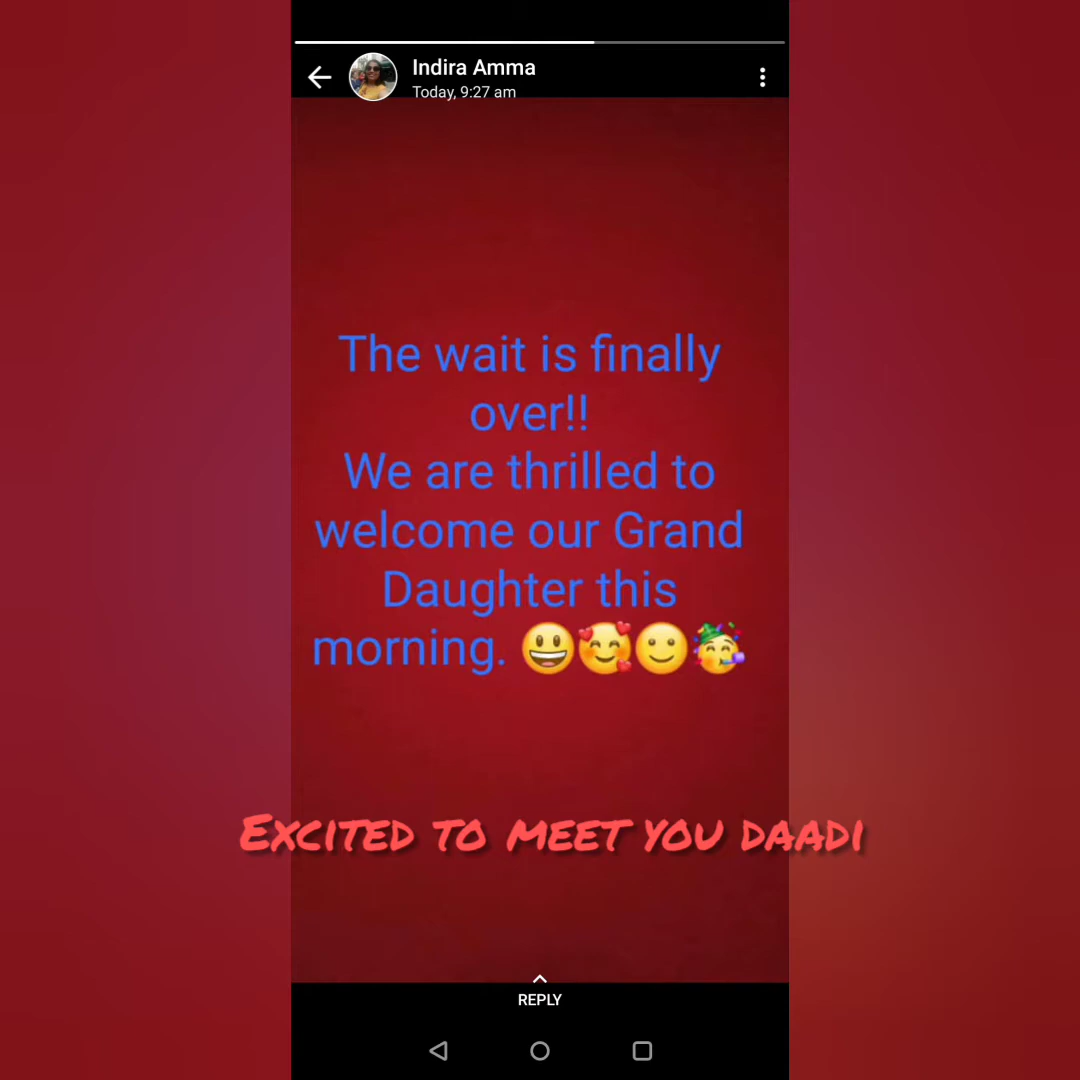 Indira Amma
Today, 9:27 am
The wait is finally
over!!
We are thrilled to
welcome our Grand
Daughter this
morning. 😃🥰🙂🥳
EXCITED TO MEET YOU DAADI
REPLY